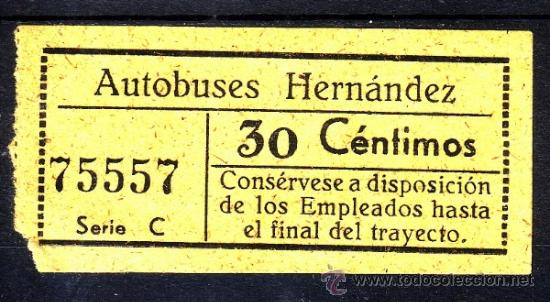 Autobuses Hernández
30 Céntimos
75557
Serie C
Consérvese a disposición
de los Empleados hasta
el final del trayecto.
todocoleccion.net